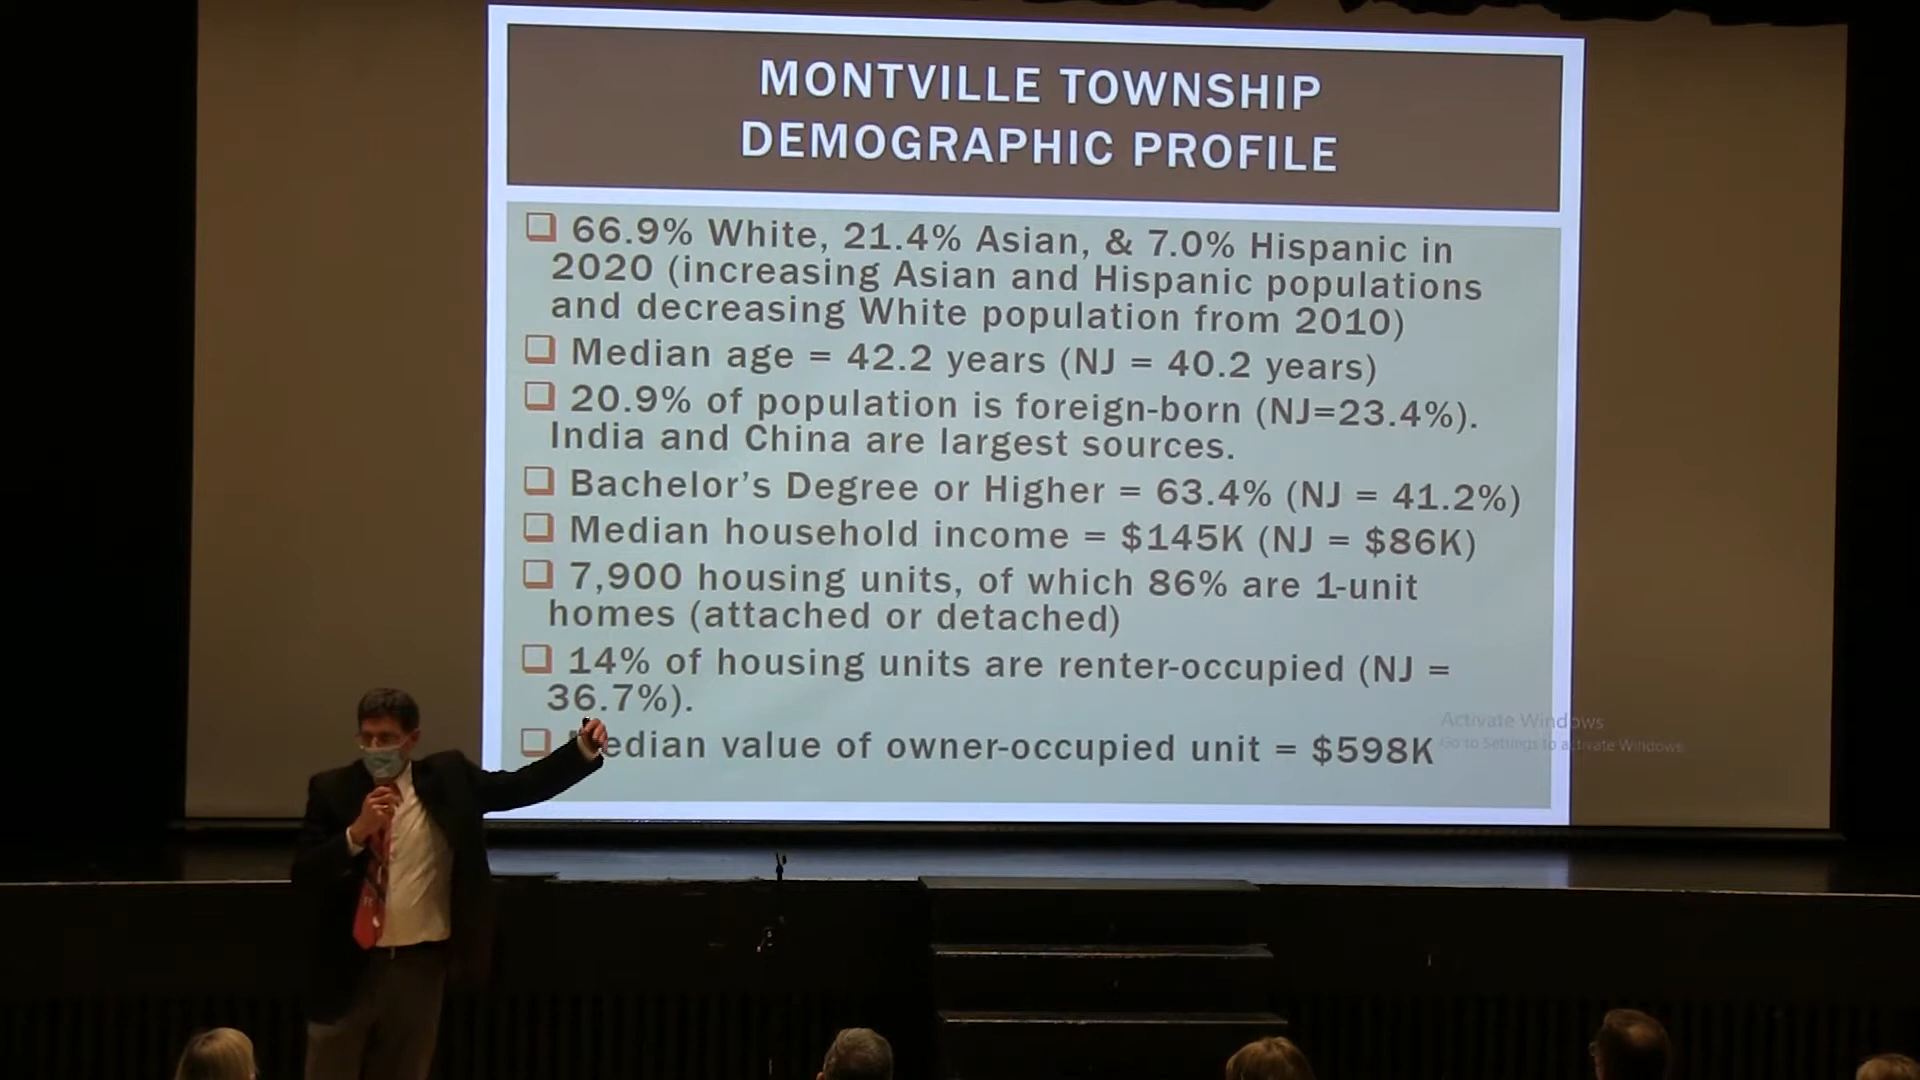 MONTVILLE TOWNSHIP
DEMOGRAPHIC PROFILE
66.9% White, 21.4% Asian, & 7.0% Hispanic in
2020 (increasing Asian and Hispanic populations
and decreasing White population from 2010)
Median age = 42.2 years (NJ = 40.2 years)
20.9% of population is foreign-born (NJ=23.4%).
India and China are largest sources.
Bachelor's Degree or Higher = 63.4% (NJ = 41.2%)
Median household income = $145K (NJ = $86K)
7,900 housing units, of which 86% are 1-unit
homes (attached or detached)
14% of housing units are renter-occupied (NJ =
36.7%).
Median value of owner-occupied unit = $598K
Activate Windows
Go to Settings to activate Windows.